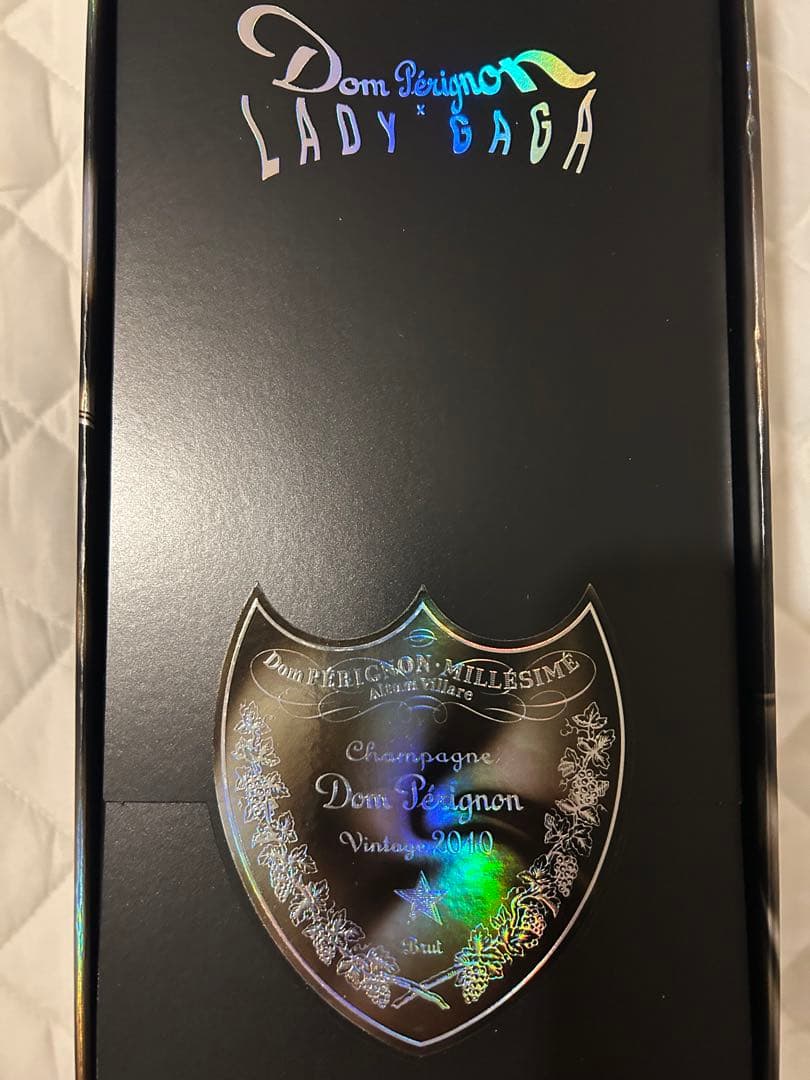 Dom Pérignon
x
LADY GAGA
Dom PÉRIGNON · MILLÉSIMÉ
Altum Villare
Champagne
Dom Pérignon
Vintage 2010
Brut